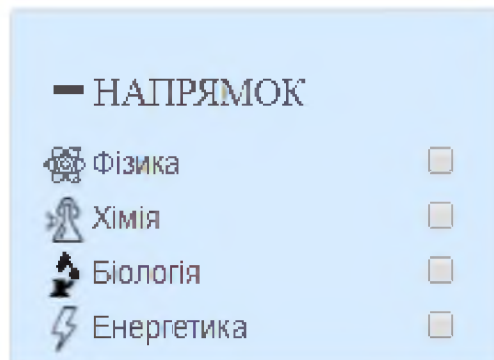 НАПРЯМОК
Фізика
Хімія
Біологія
Енергетика